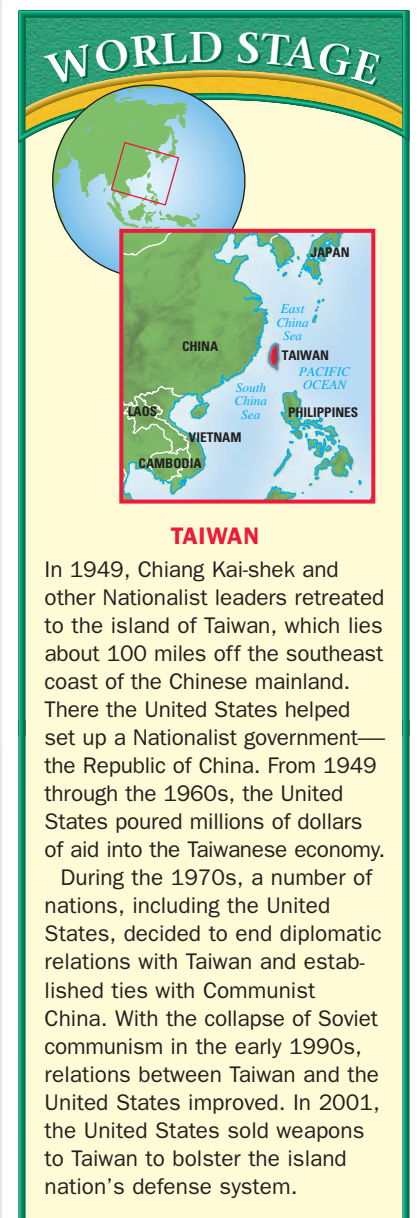 WORLD STAGE
JAPAN
East
China
Sea
CHINA
TAIWAN
PACIFIC
OCEAN
South
China
Sea
LAOS
PHILIPPINES
VIETNAM
CAMBODIA
TAIWAN
In 1949, Chiang Kai-shek and
other Nationalist leaders retreated
to the island of Taiwan, which lies
about 100 miles off the southeast
coast of the Chinese mainland.
There the United States helped
set up a Nationalist government—
the Republic of China. From 1949
through the 1960s, the United
States poured millions of dollars
of aid into the Taiwanese economy.
During the 1970s, a number of
nations, including the United
States, decided to end diplomatic
relations with Taiwan and estab-
lished ties with Communist
China. With the collapse of Soviet
communism in the early 1990s,
relations between Taiwan and the
United States improved. In 2001,
the United States sold weapons
to Taiwan to bolster the island
nation's defense system.